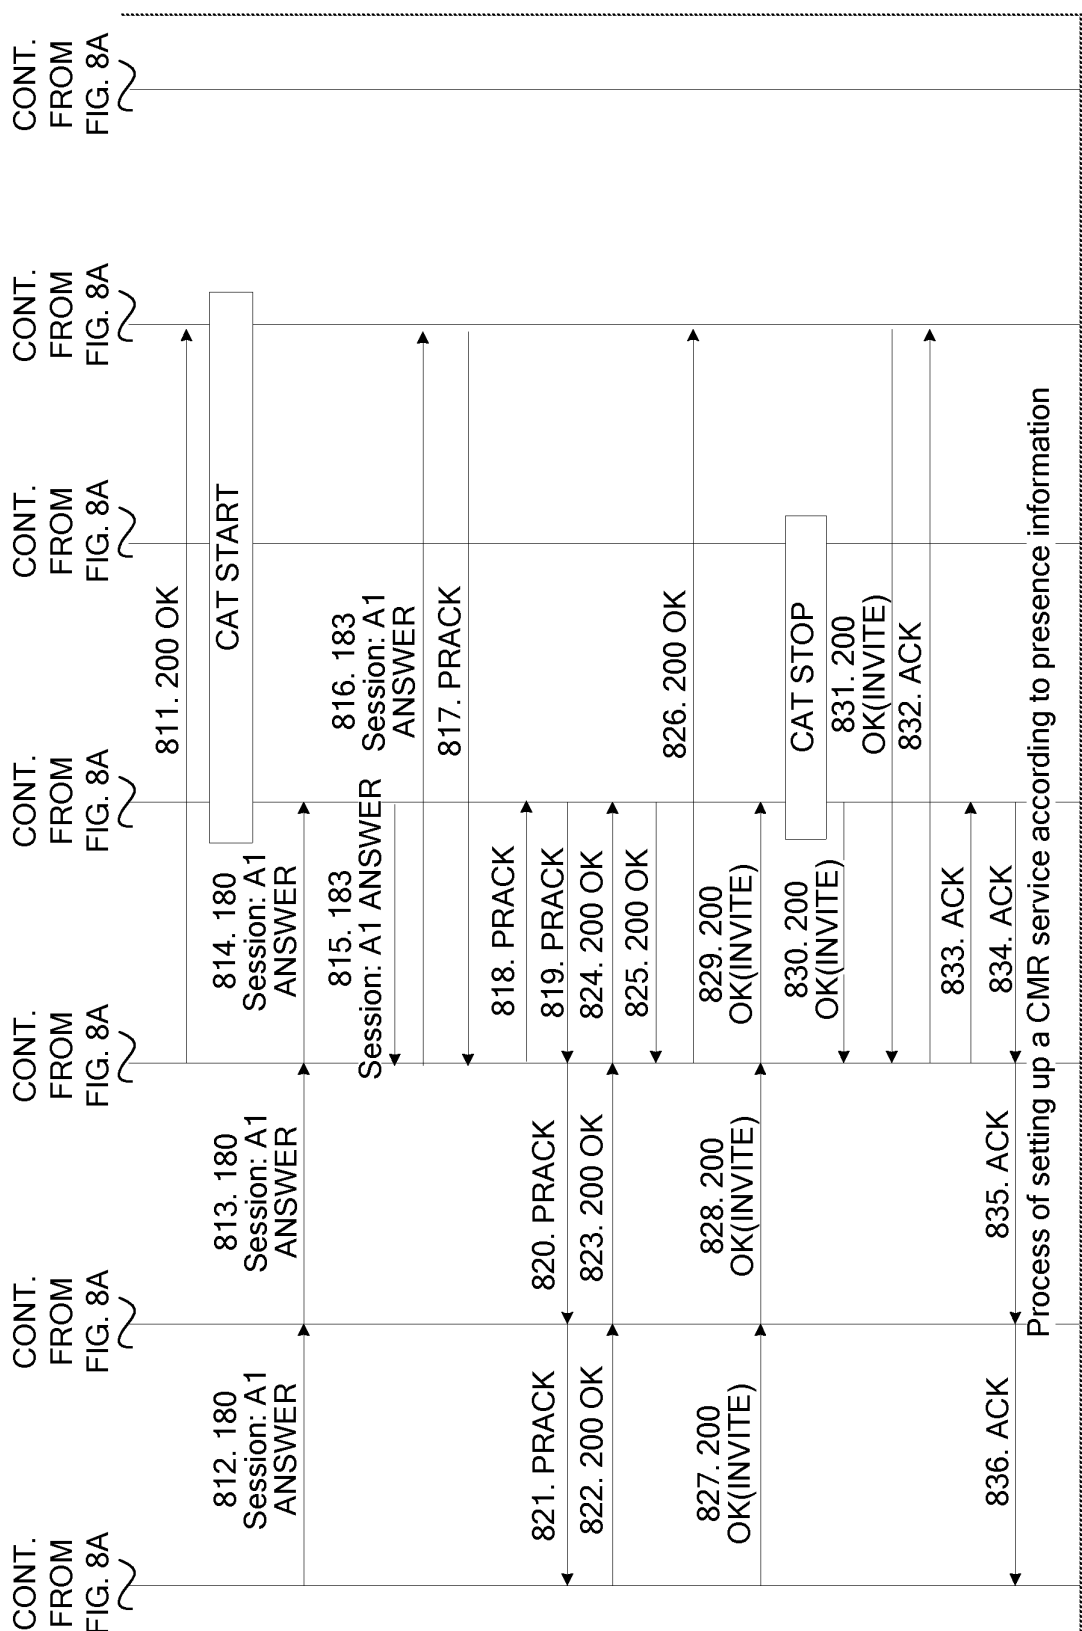 CONT.
FROM
FIG. 8A
CONT.
FROM
FIG. 8A
CONT.
FROM
FIG. 8A
CONT.
FROM
FIG. 8A
CONT.
FROM
FIG. 8A
CONT.
FROM
FIG. 8A
CONT.
FROM
FIG. 8A
811. 200 OK
CAT START
812. 180
Session: A1
ANSWER
813. 180
Session: A1
ANSWER
814. 180
Session: A1
ANSWER
815. 183
Session: A1 ANSWER
816. 183
Session: A1
ANSWER
817. PRACK
818. PRACK
819. PRACK
820. PRACK
821. PRACK
822. 200 OK
823. 200 OK
824. 200 OK
825. 200 OK
826. 200 OK
827. 200
OK(INVITE)
828. 200
OK(INVITE)
829. 200
OK(INVITE)
CAT STOP
830. 200
OK(INVITE)
831. 200
OK(INVITE)
832. ACK
833. ACK
834. ACK
835. ACK
836. ACK
Process of setting up a CMR service according to presence information